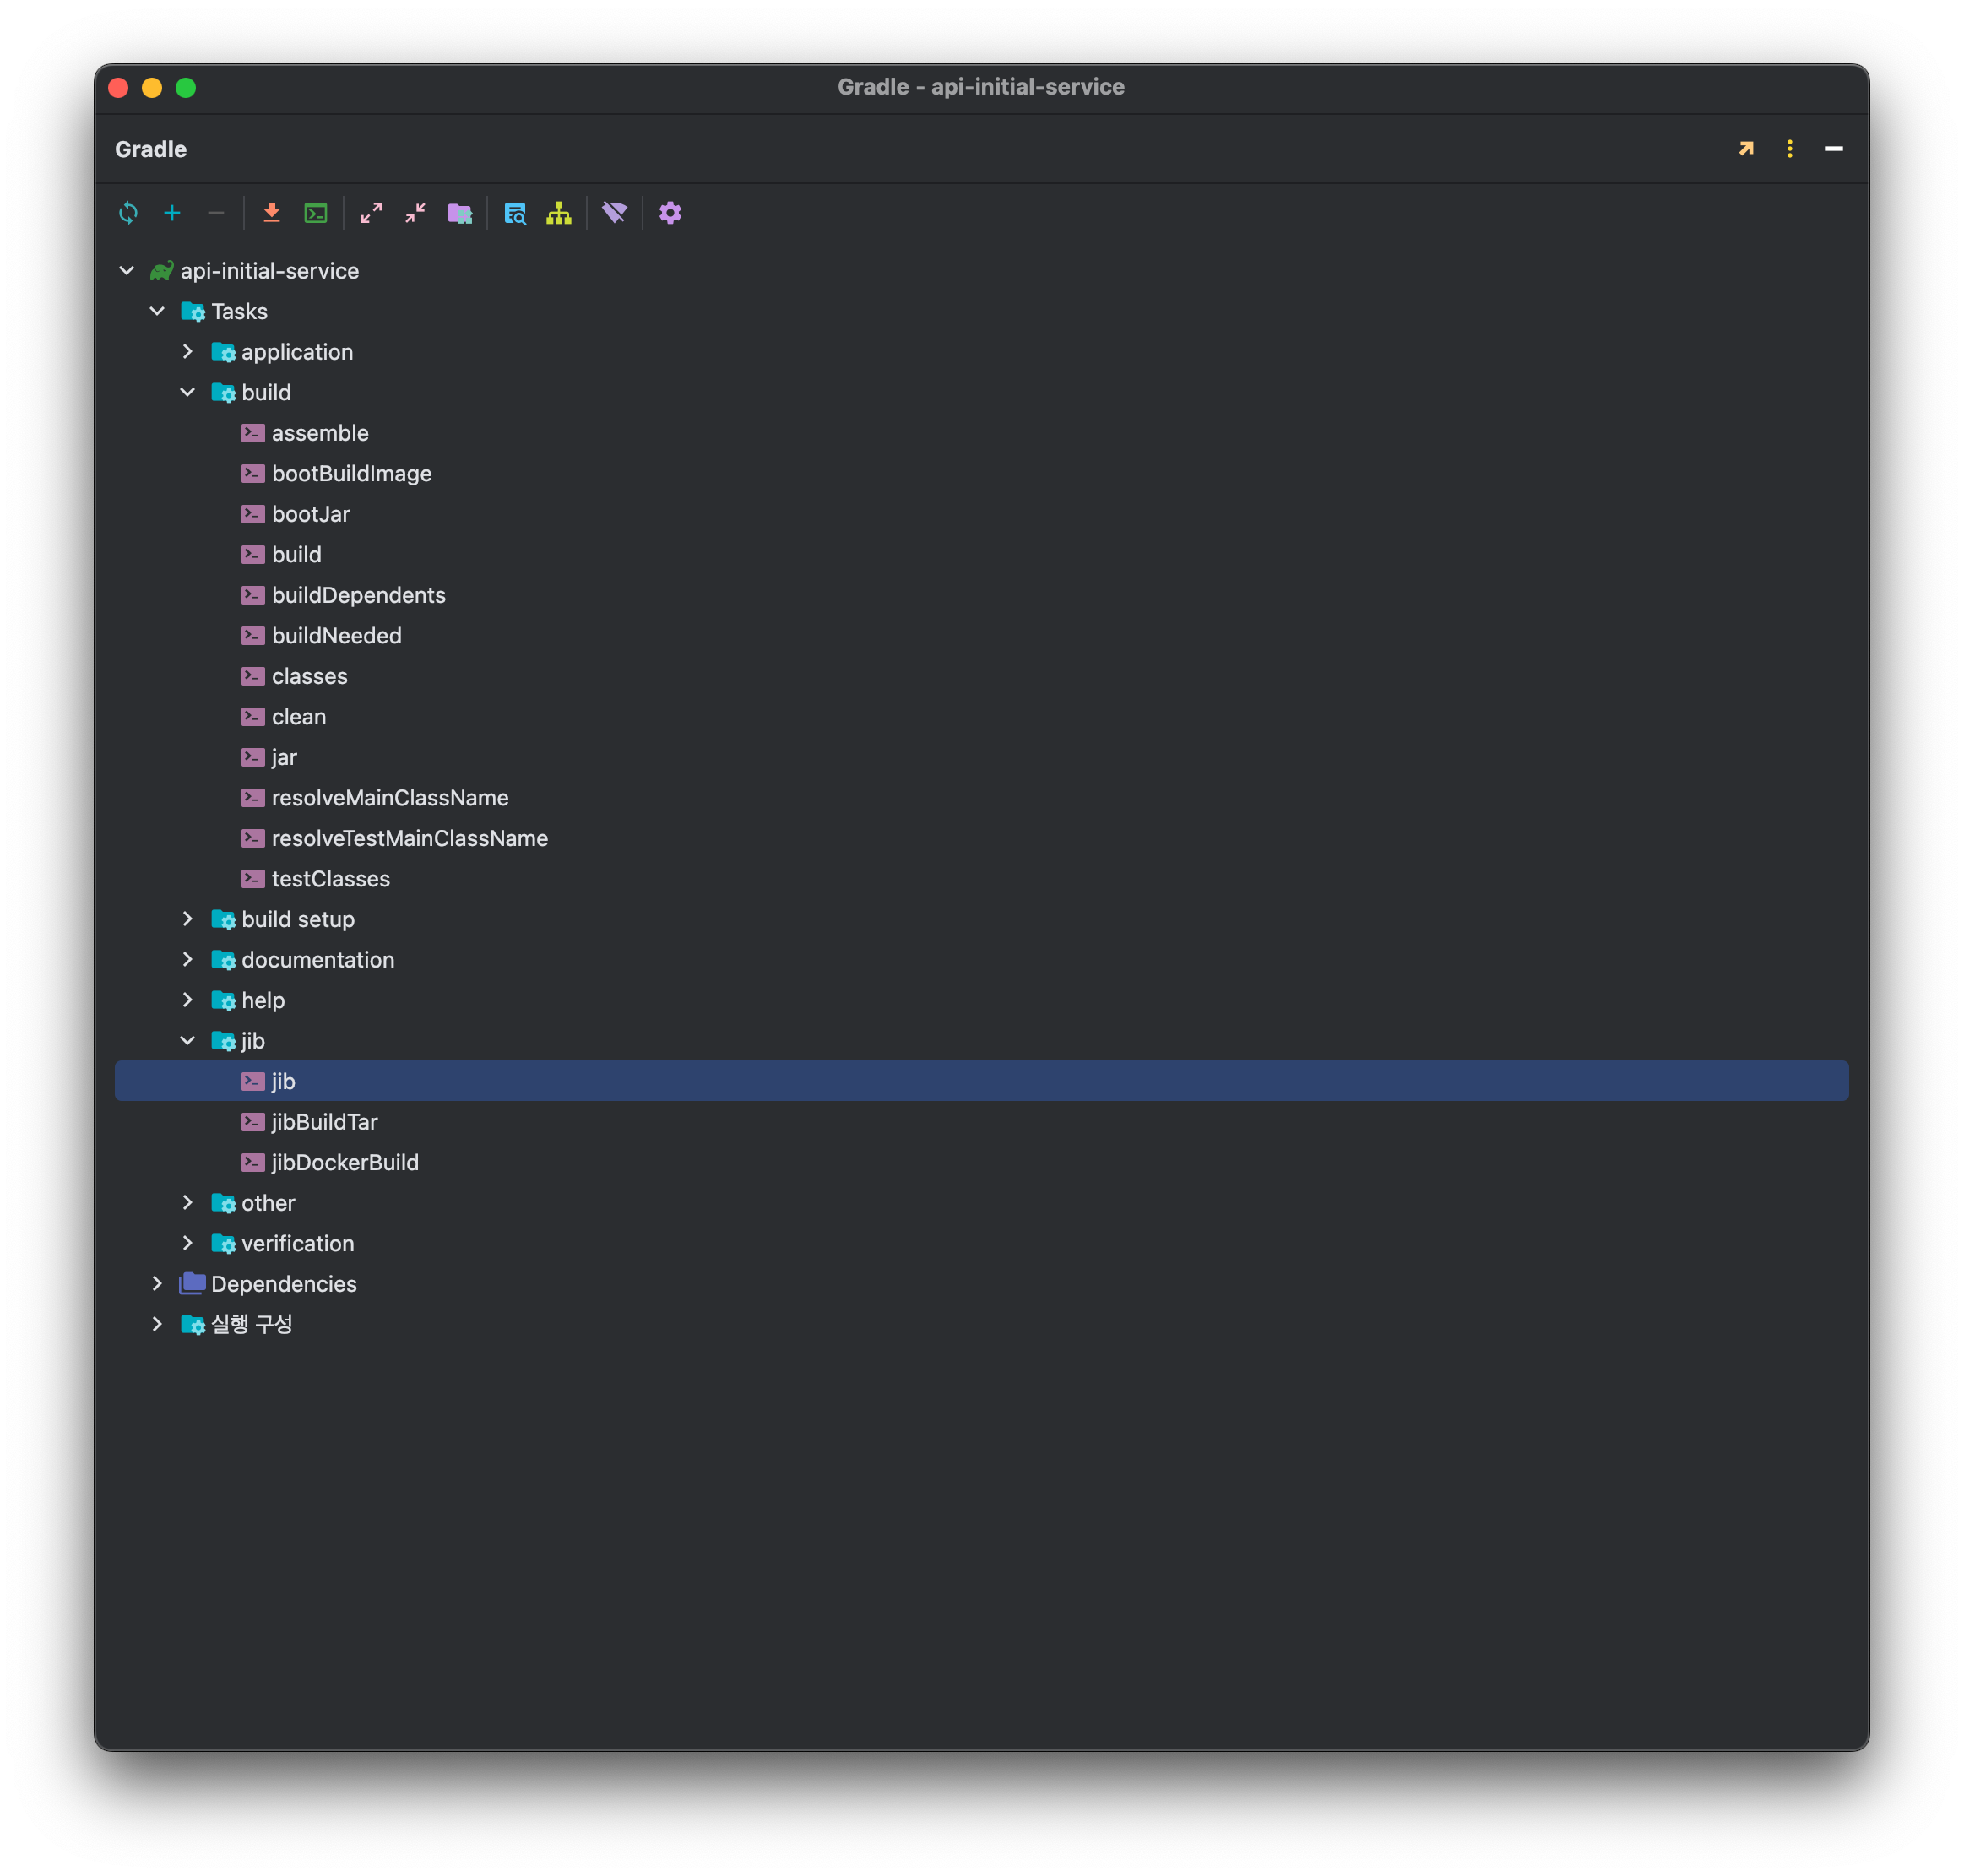 Gradle - api-initial-service
Gradle
api-initial-service
Tasks
application
build
assemble
bootBuildImage
bootJar
build
buildDependents
buildNeeded
classes
clean
jar
resolveMainClassName
resolveTestMainClassName
testClasses
build setup
documentation
help
jib
jib
jibBuildTar
jibDockerBuild
other
verification
Dependencies
실행 구성